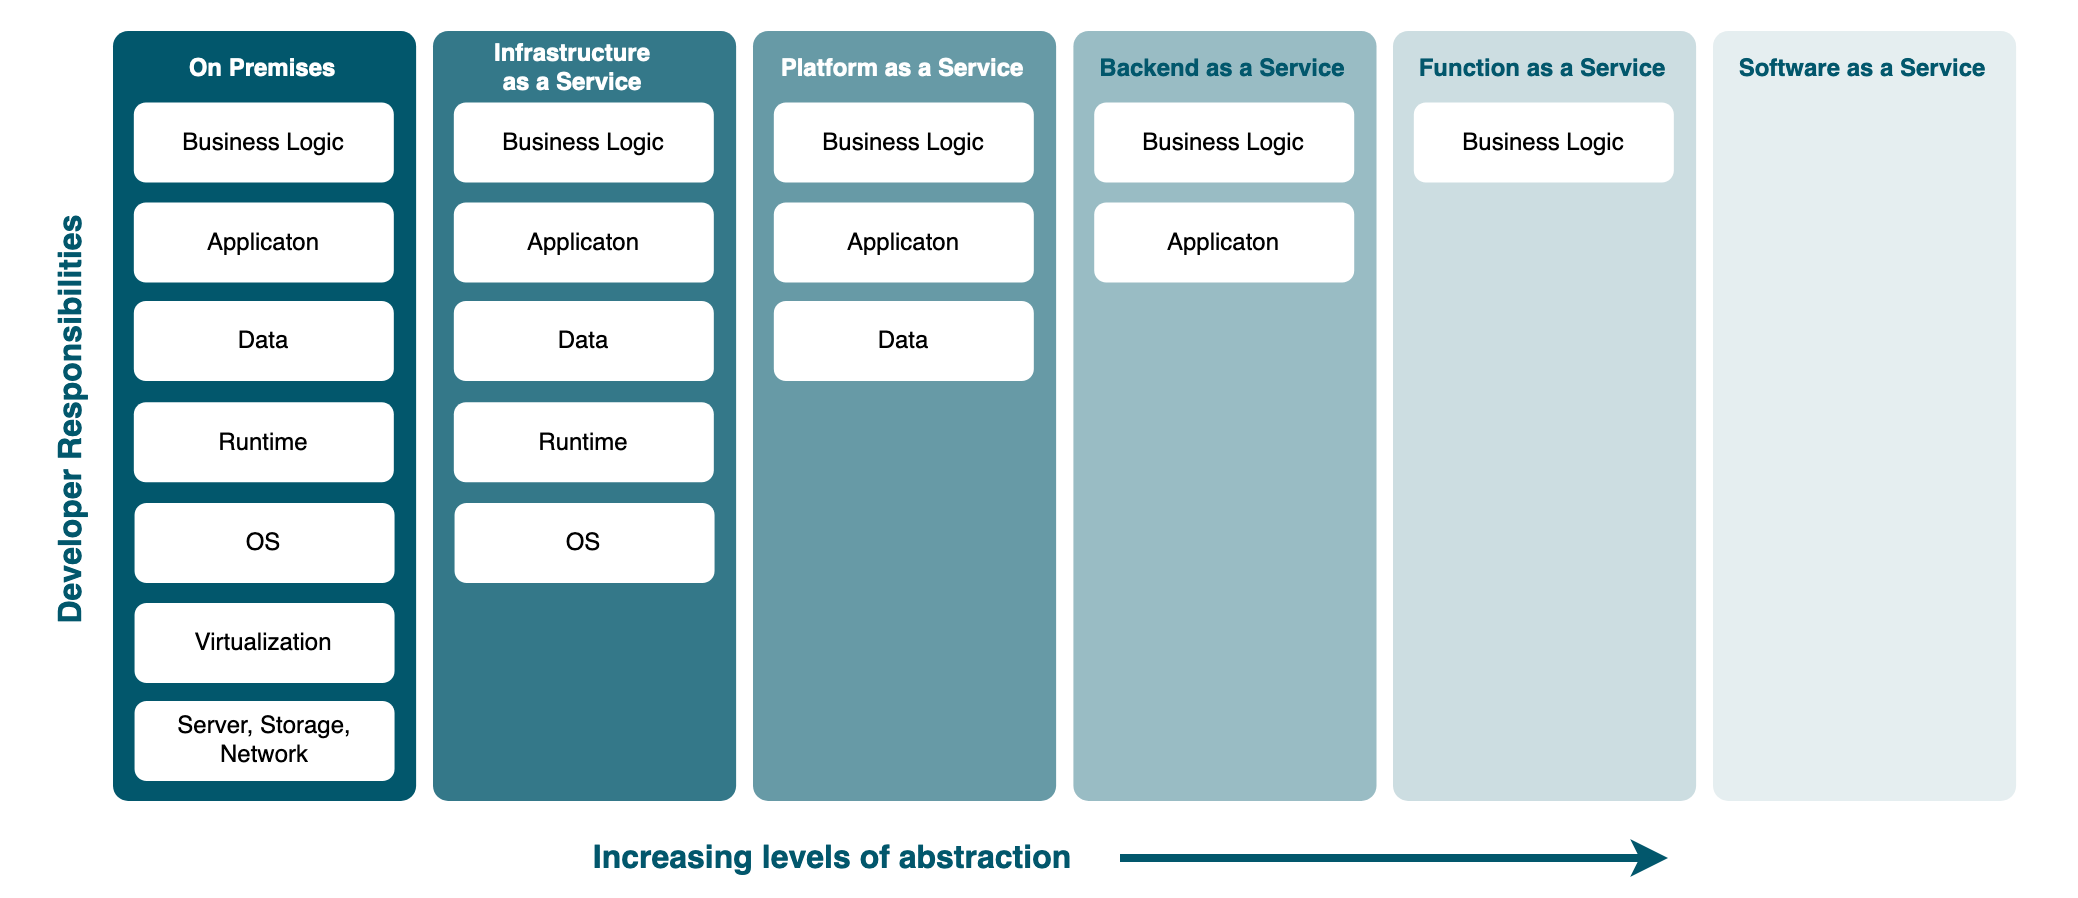 On Premises
Business Logic
Applicaton
Data
Runtime
OS
Virtualization
Server, Storage,
Network
Infrastructure
as a Service
Business Logic
Applicaton
Data
Runtime
OS
Platform as a Service
Business Logic
Applicaton
Data
Backend as a Service
Business Logic
Applicaton
Function as a Service
Business Logic
Software as a Service
Developer Responsibilities
Increasing levels of abstraction